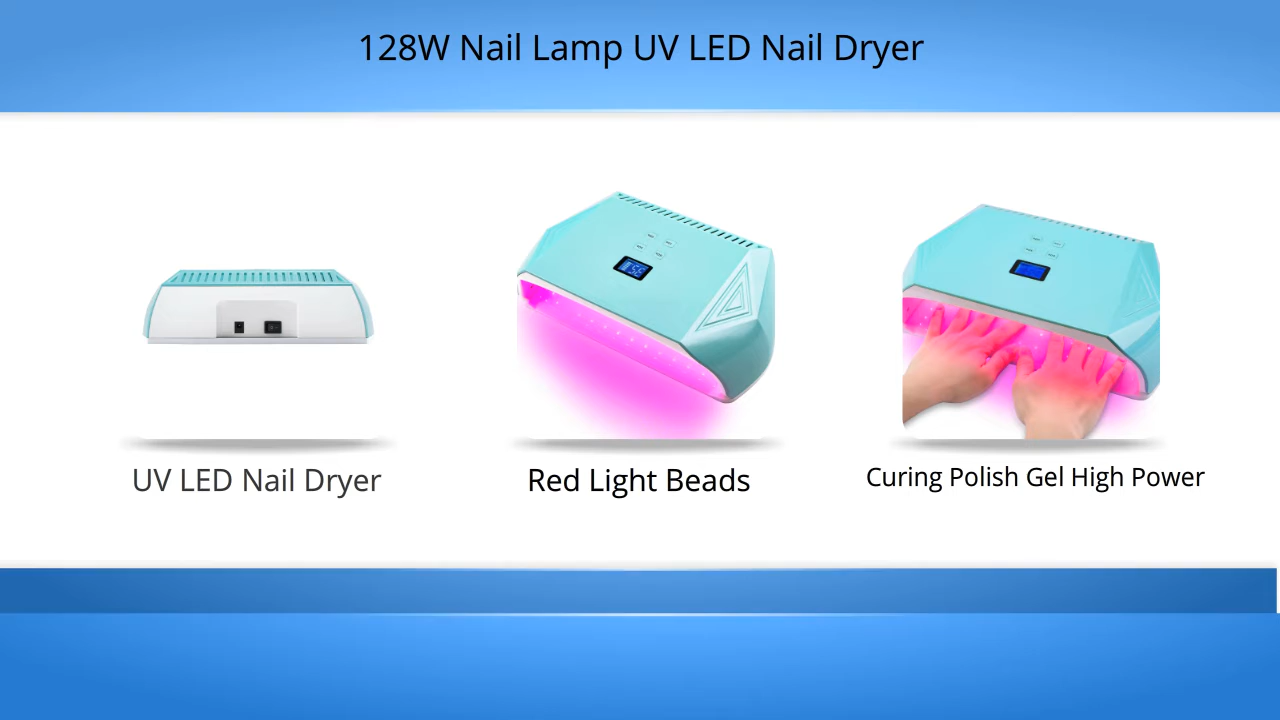 128W Nail Lamp UV LED Nail Dryer
UV LED Nail Dryer
Red Light Beads
Curing Polish Gel High Power